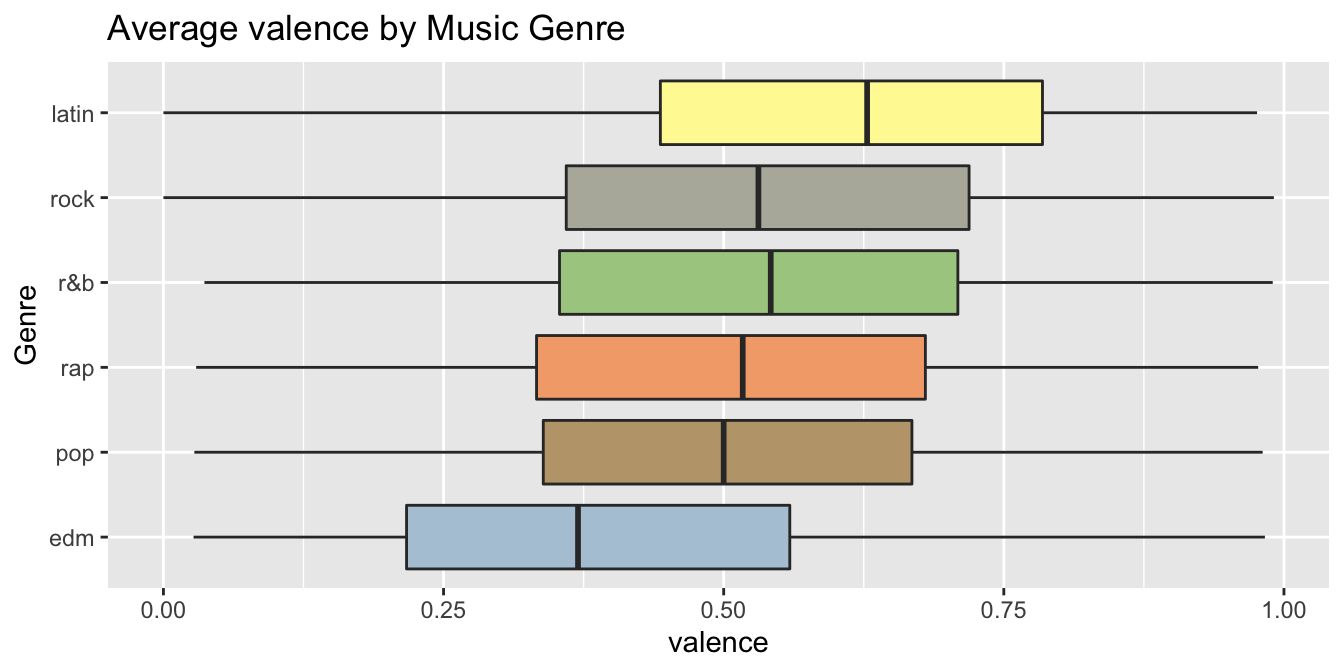 Average valence by Music Genre
Genre
latin
rock
r&b
rap
pop
edm
0.00 0.25 0.50 0.75 1.00
valence